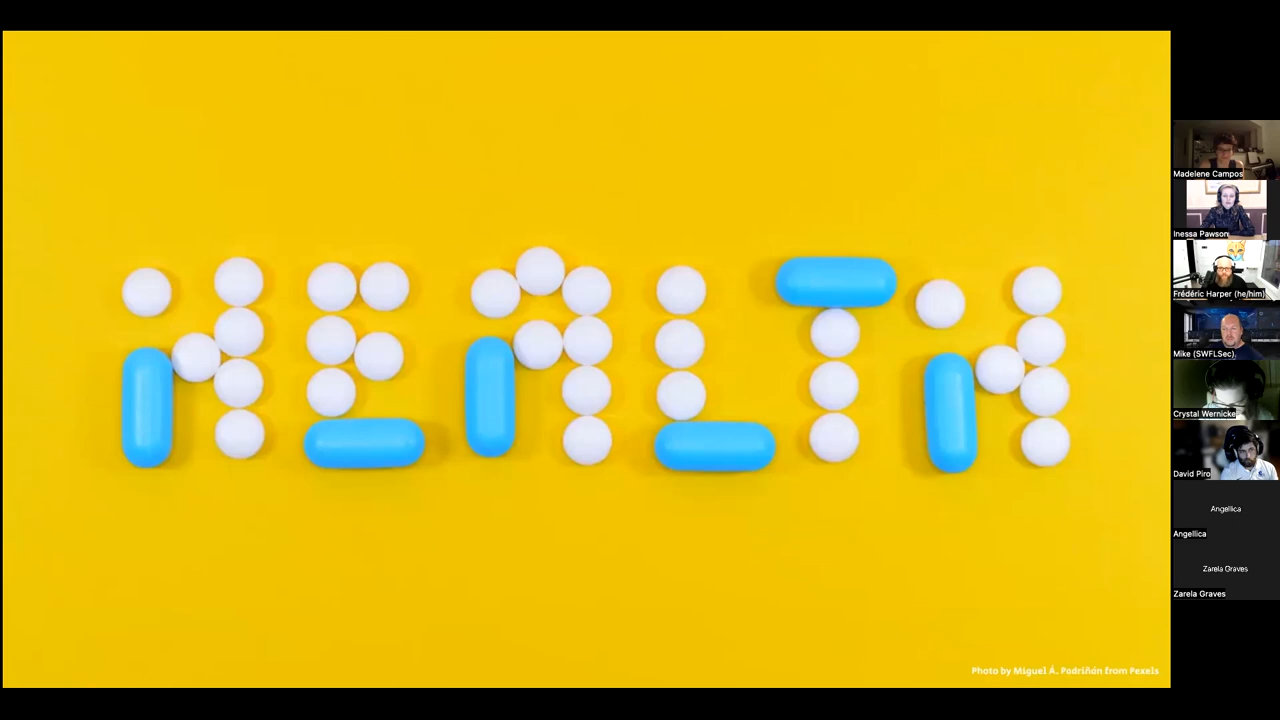 HEALTH
Photo by Miguel Á. Padriñán from Pexels
Madelene Campos
Inessa Pawson
Frédéric Harper (he/him)
Mike (SWFLSec),
Crystal Wernicke
David Piro
Angellica
Angellica
Zarela Graves
Zarela Graves